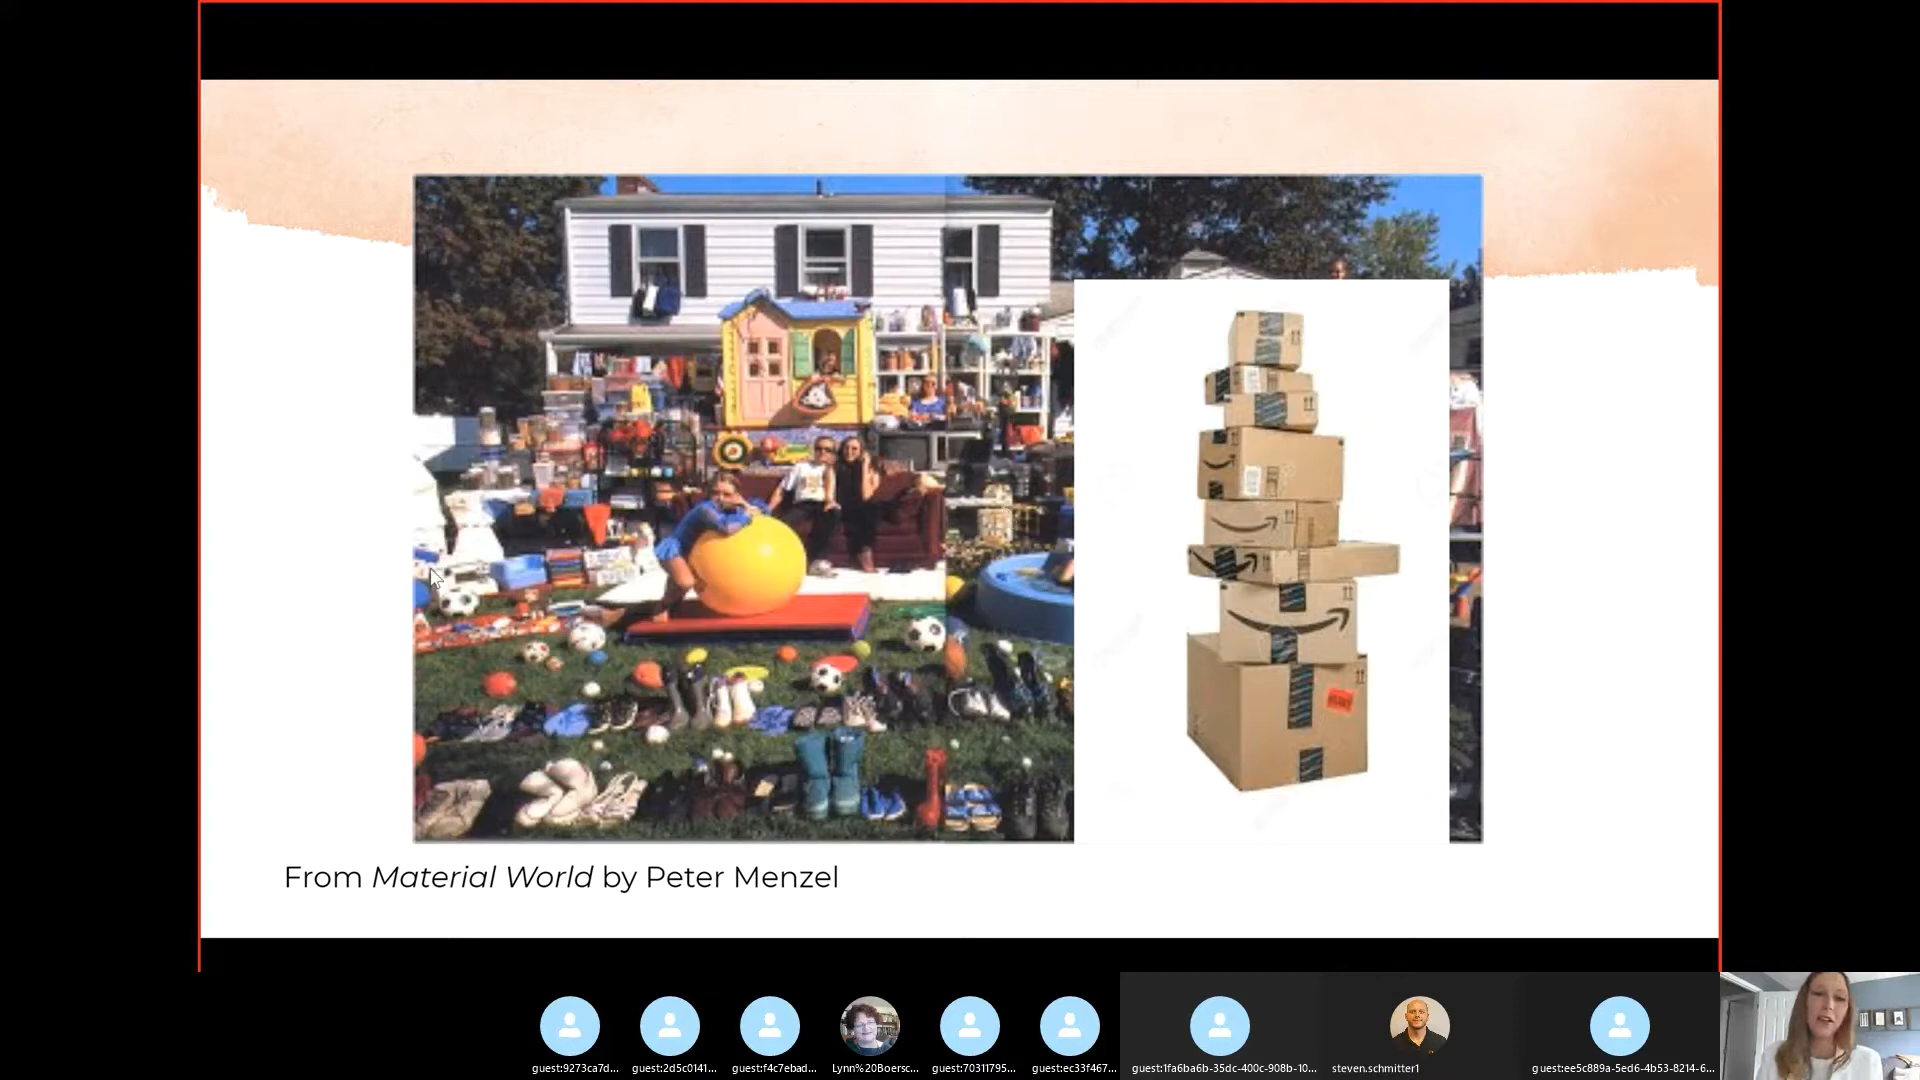 From Material World by Peter Menzel
guest:9273ca7d...
guest:2d5c0141...
guest:f4c7ebad...
Lynn%20Boersc...
guest:70311795...
guest:ec33f467...
guest:1fa6ba6b-35dc-400c-908b-10...
steven.schmitter1
guest:ee5c889a-5ed6-4b53-8214-6...